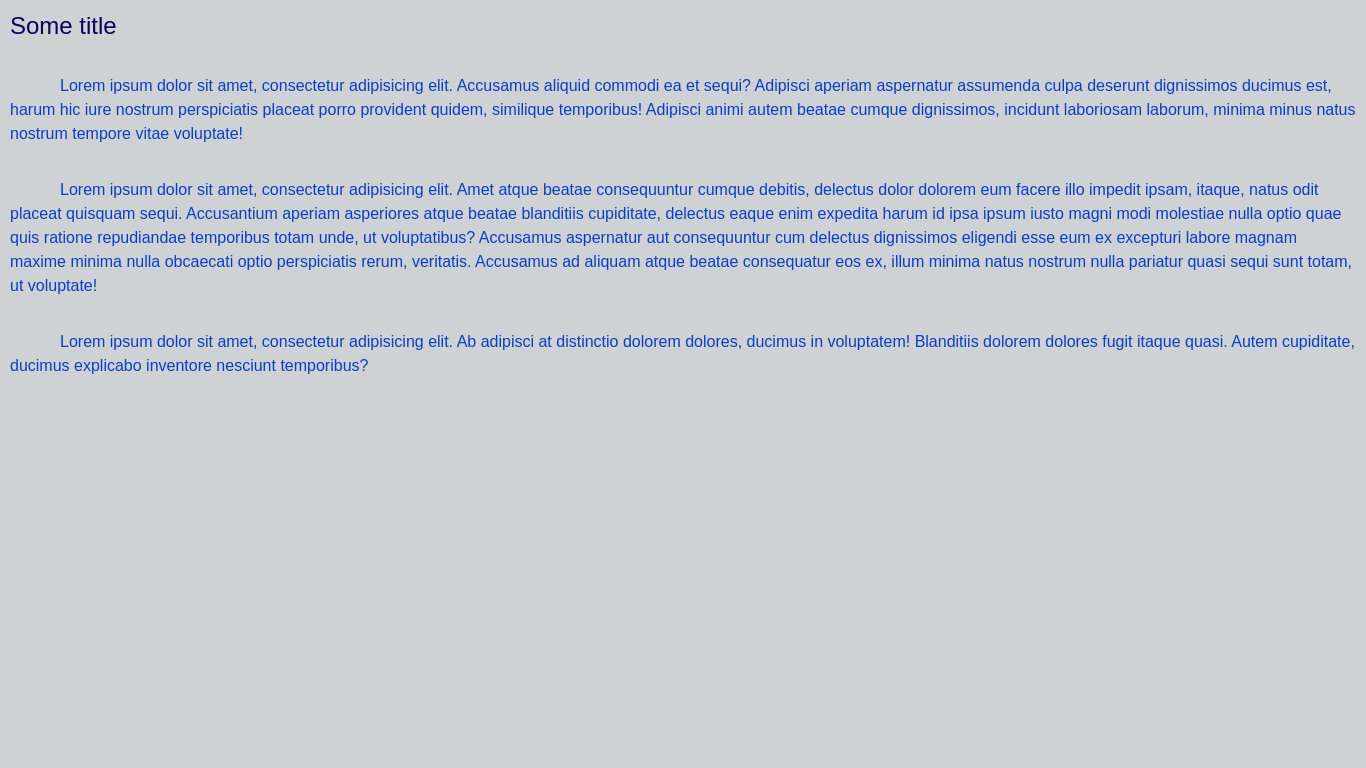 Some title
Lorem ipsum dolor sit amet, consectetur adipisicing elit. Accusamus aliquid commodi ea et sequi? Adipisci aperiam aspernatur assumenda culpa deserunt dignissimos ducimus est,
harum hic iure nostrum perspiciatis placeat porro provident quidem, similique temporibus! Adipisci animi autem beatae cumque dignissimos, incidunt laboriosam laborum, minima minus natus
nostrum tempore vitae voluptate!
Lorem ipsum dolor sit amet, consectetur adipisicing elit. Amet atque beatae consequuntur cumque debitis, delectus dolor dolorem eum facere illo impedit ipsam, itaque, natus odit
placeat quisquam sequi. Accusantium aperiam asperiores atque beatae blanditiis cupiditate, delectus eaque enim expedita harum id ipsa ipsum iusto magni modi molestiae nulla optio quae
quis ratione repudiandae temporibus totam unde, ut voluptatibus? Accusamus aspernatur aut consequuntur cum delectus dignissimos eligendi esse eum ex excepturi labore magnam
maxime minima nulla obcaecati optio perspiciatis rerum, veritatis. Accusamus ad aliquam atque beatae consequatur eos ex, illum minima natus nostrum nulla pariatur quasi sequi sunt totam,
ut voluptate!
Lorem ipsum dolor sit amet, consectetur adipisicing elit. Ab adipisci at distinctio dolorem dolores, ducimus in voluptatem! Blanditiis dolorem dolores fugit itaque quasi. Autem cupiditate,
ducimus explicabo inventore nesciunt temporibus?